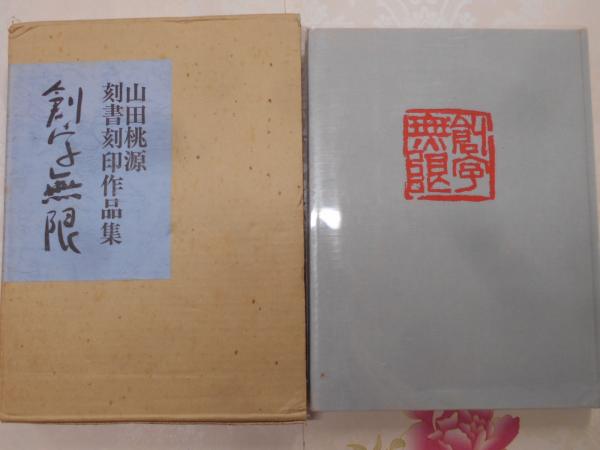 山田桃源
刻書刻印作品集
創字無限
創字
無限